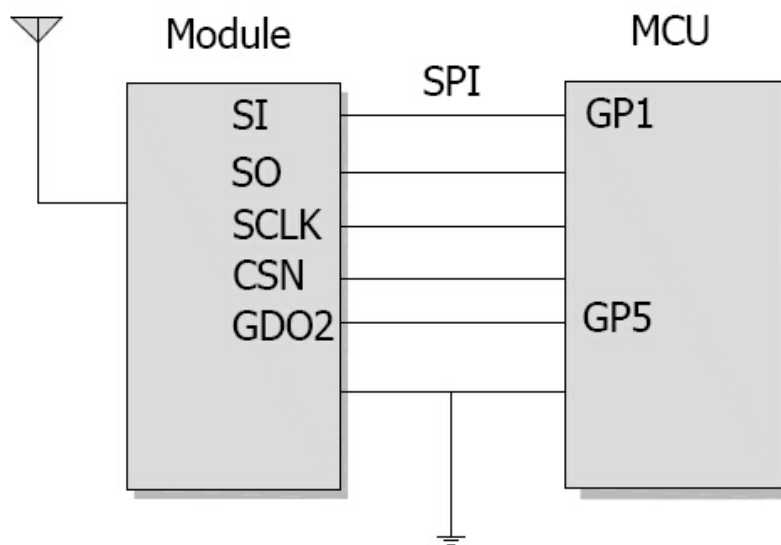 Module
MCU
SPI
SI
GP1
SO
SCLK
CSN
GDO2
GP5